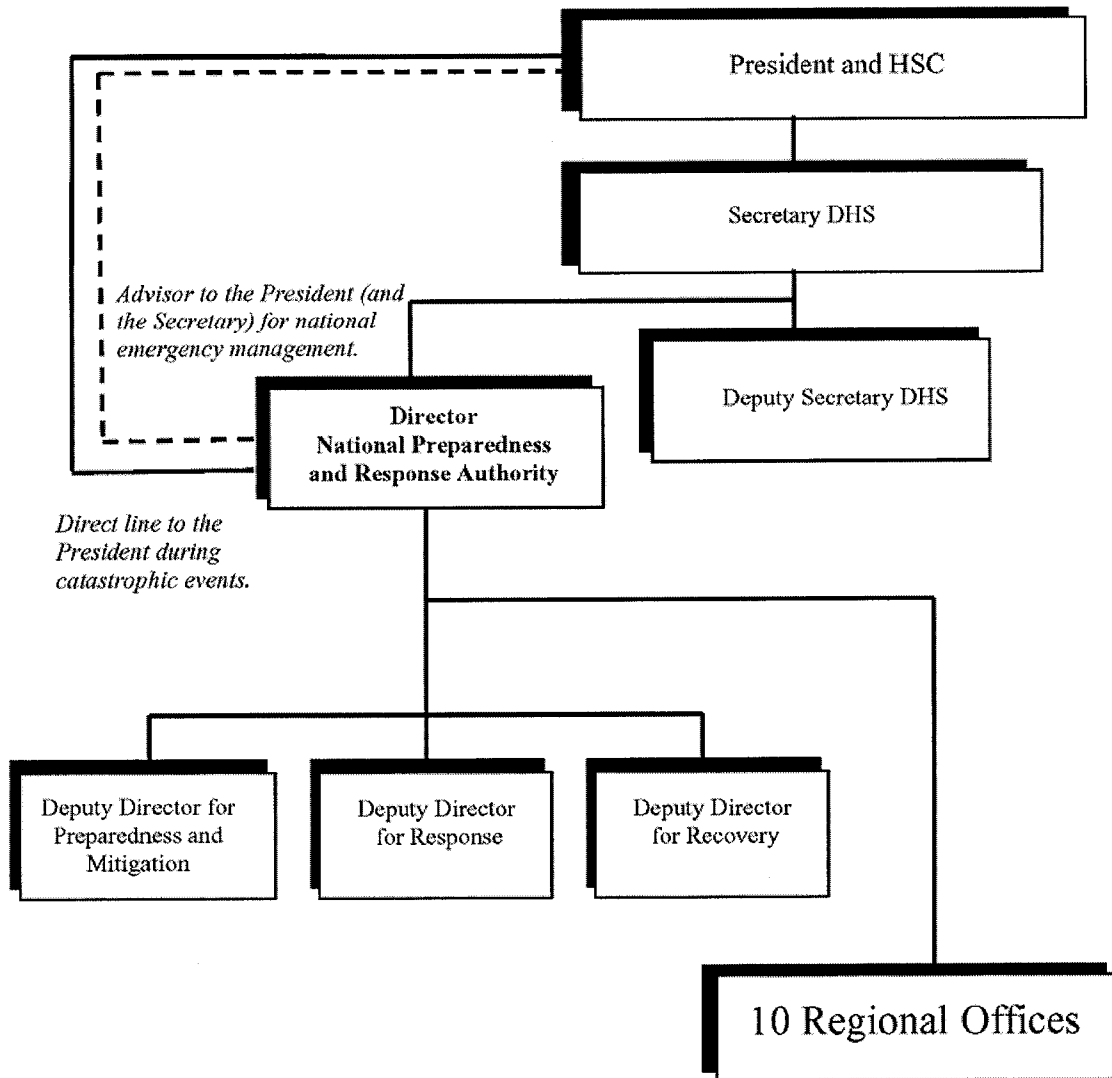 President and HSC
Secretary DHS
Advisor to the President (and
the Secretary) for national
emergency management.
Deputy Secretary DHS
Director
National Preparedness
and Response Authority
Direct line to the
President during
catastrophic events.
Deputy Director for
Preparedness and
Mitigation
Deputy Director
for Response
Deputy Director
for Recovery
10 Regional Offices